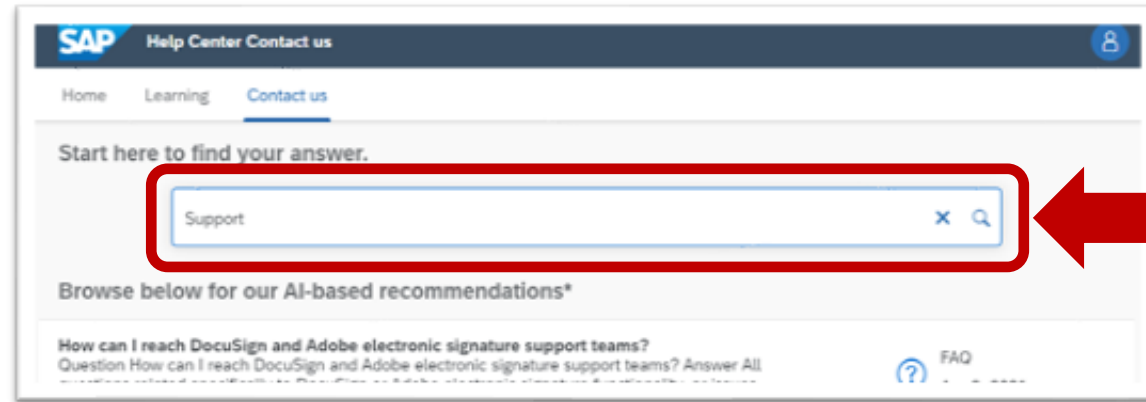 SAP Help Center Contact us
Home Learning Contact us
Start here to find your answer.
Support
Browse below for our AI-based recommendations*
How can I reach DocuSign and Adobe electronic signature support teams?
Question How can I reach DocuSign and Adobe electronic signature support teams? Answer All
FAQ